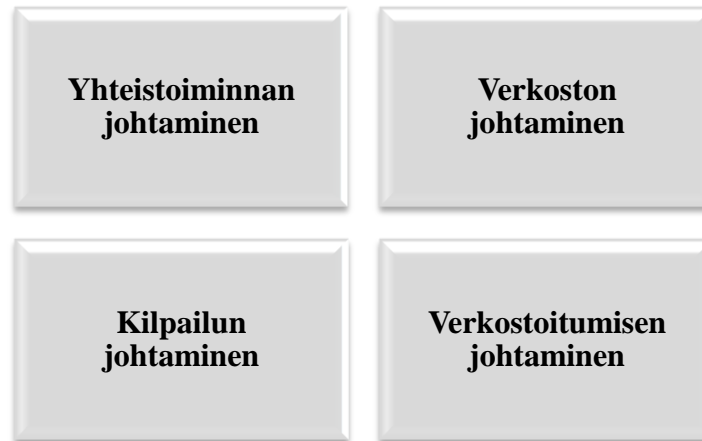 Yhteistoiminnan
johtaminen
Verkoston
johtaminen
Kilpailun
johtaminen
Verkostoitumisen
johtaminen